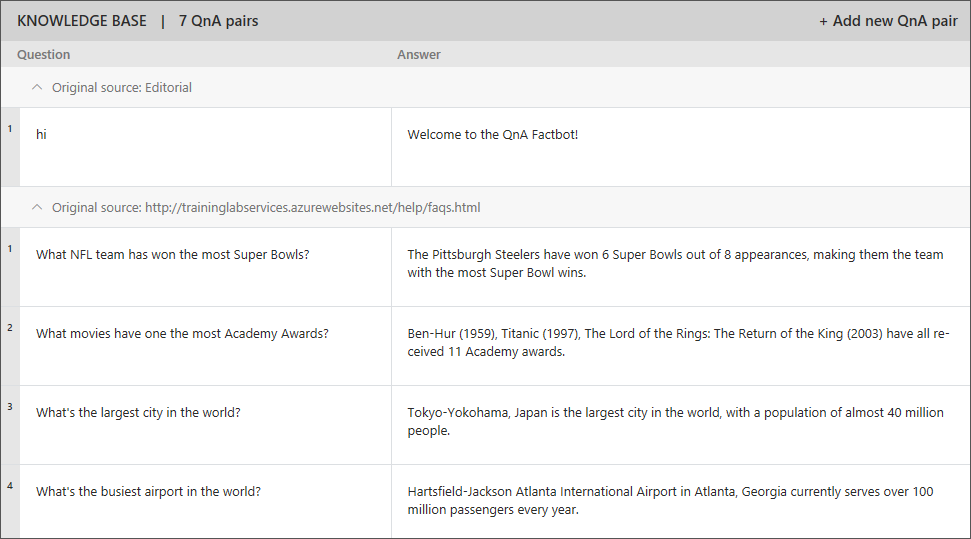 KNOWLEDGE BASE | 7 QnA pairs + Add new QnA pair
Question Answer
Original source: Editorial
1 hi Welcome to the QnA Factbot!
Original source: http://traininglabservices.azurewebsites.net/help/faqs.html
1 What NFL team has won the most Super Bowls? The Pittsburgh Steelers have won 6 Super Bowls out of 8 appearances, making them the team
with the most Super Bowl wins.
2 What movies have one the most Academy Awards? Ben-Hur (1959), Titanic (1997), The Lord of the Rings: The Return of the King (2003) have all re-
ceived 11 Academy awards.
3 What's the largest city in the world? Tokyo-Yokohama, Japan is the largest city in the world, with a population of almost 40 million
people.
4 What's the busiest airport in the world? Hartsfield-Jackson Atlanta International Airport in Atlanta, Georgia currently serves over 100
million passengers every year.